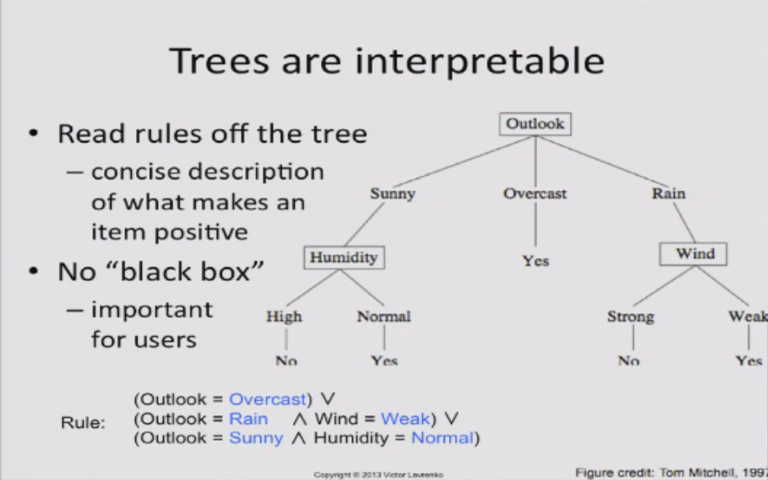 Trees are interpretable
• Read rules off the tree
– concise description
of what makes an
item positive
• No “black box”
– important
for users
Outlook
Sunny Overcast Rain
Humidity Yes Wind
High Normal Strong Weak
No Yes No Yes
Rule:
(Outlook = Overcast) ∨
(Outlook = Rain ∧ Wind = Weak) ∨
(Outlook = Sunny ∧ Humidity = Normal)
Copyright © 2013 Victor Lavrenko
Figure credit: Tom Mitchell, 1997